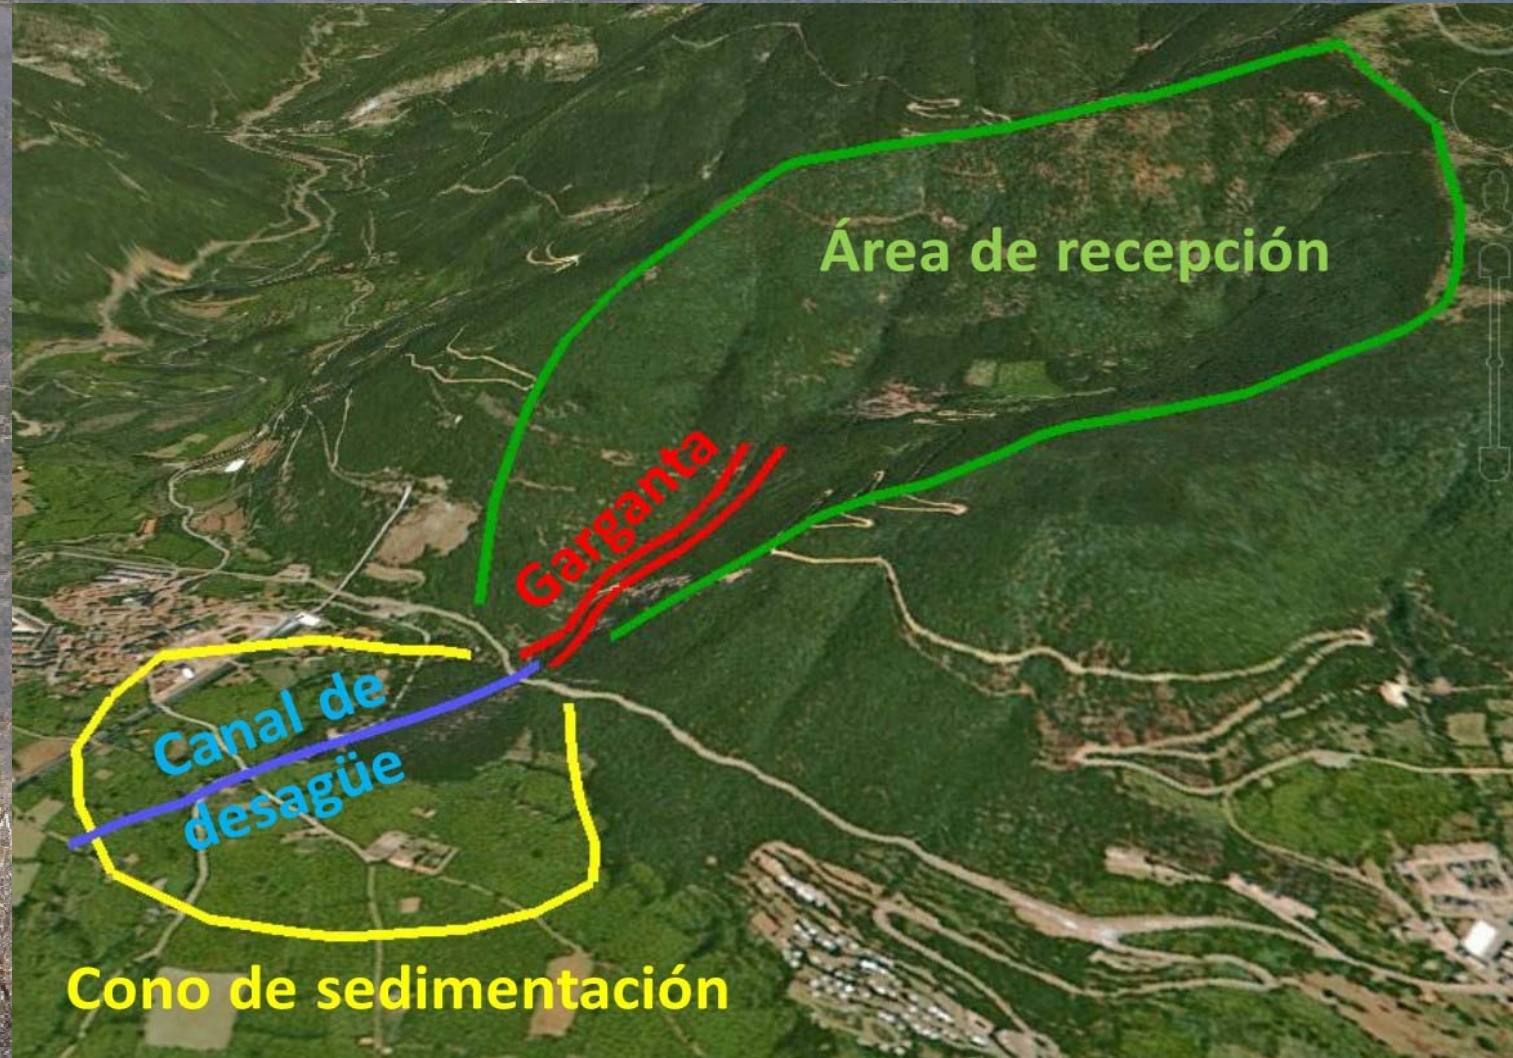 Área de recepción
Garganta
Canal de
desagüe
Cono de sedimentación